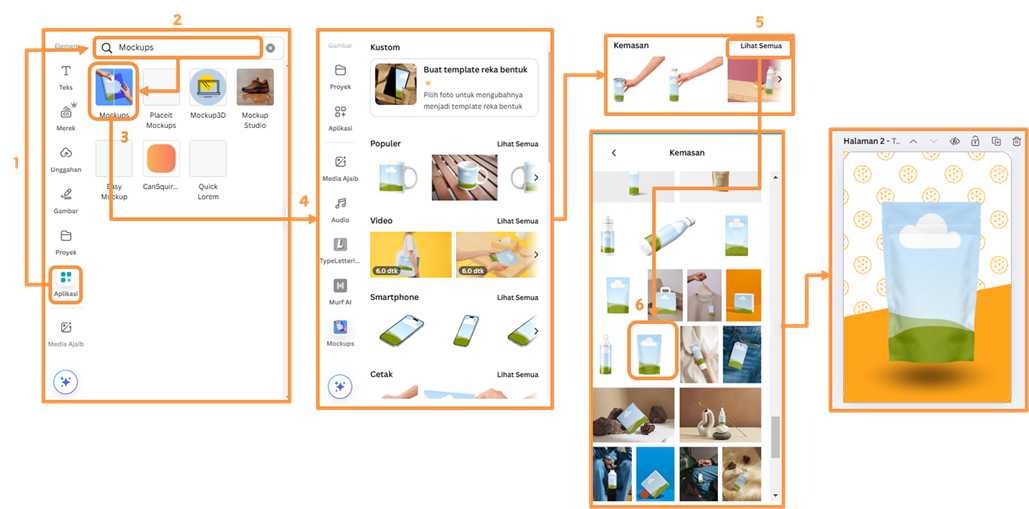 1
2
Elemen
Teks
Merek
Unggahan
Gambar
Proyek
Aplikasi
Media Ajaib
Mockups
Mockups
Placeit
Mockups
Mockup3D
Mockup
Studio
3
Easy
Mockup
CanSquir...
Quick
Lorem
4
Gambar
Proyek
Aplikasi
Media Ajaib
Audio
TypeLetteri...
Murf AI
Mockups
Kustom
Buat template reka bentuk
Pilih foto untuk mengubahnya
menjadi template reka bentuk
Populer
Lihat Semua
Video
Lihat Semua
6.0 dtk
6.0 dtk
Smartphone
Lihat Semua
Cetak
Lihat Semua
5
Kemasan
Lihat Semua
Kemasan
6
Halaman 2 - T...